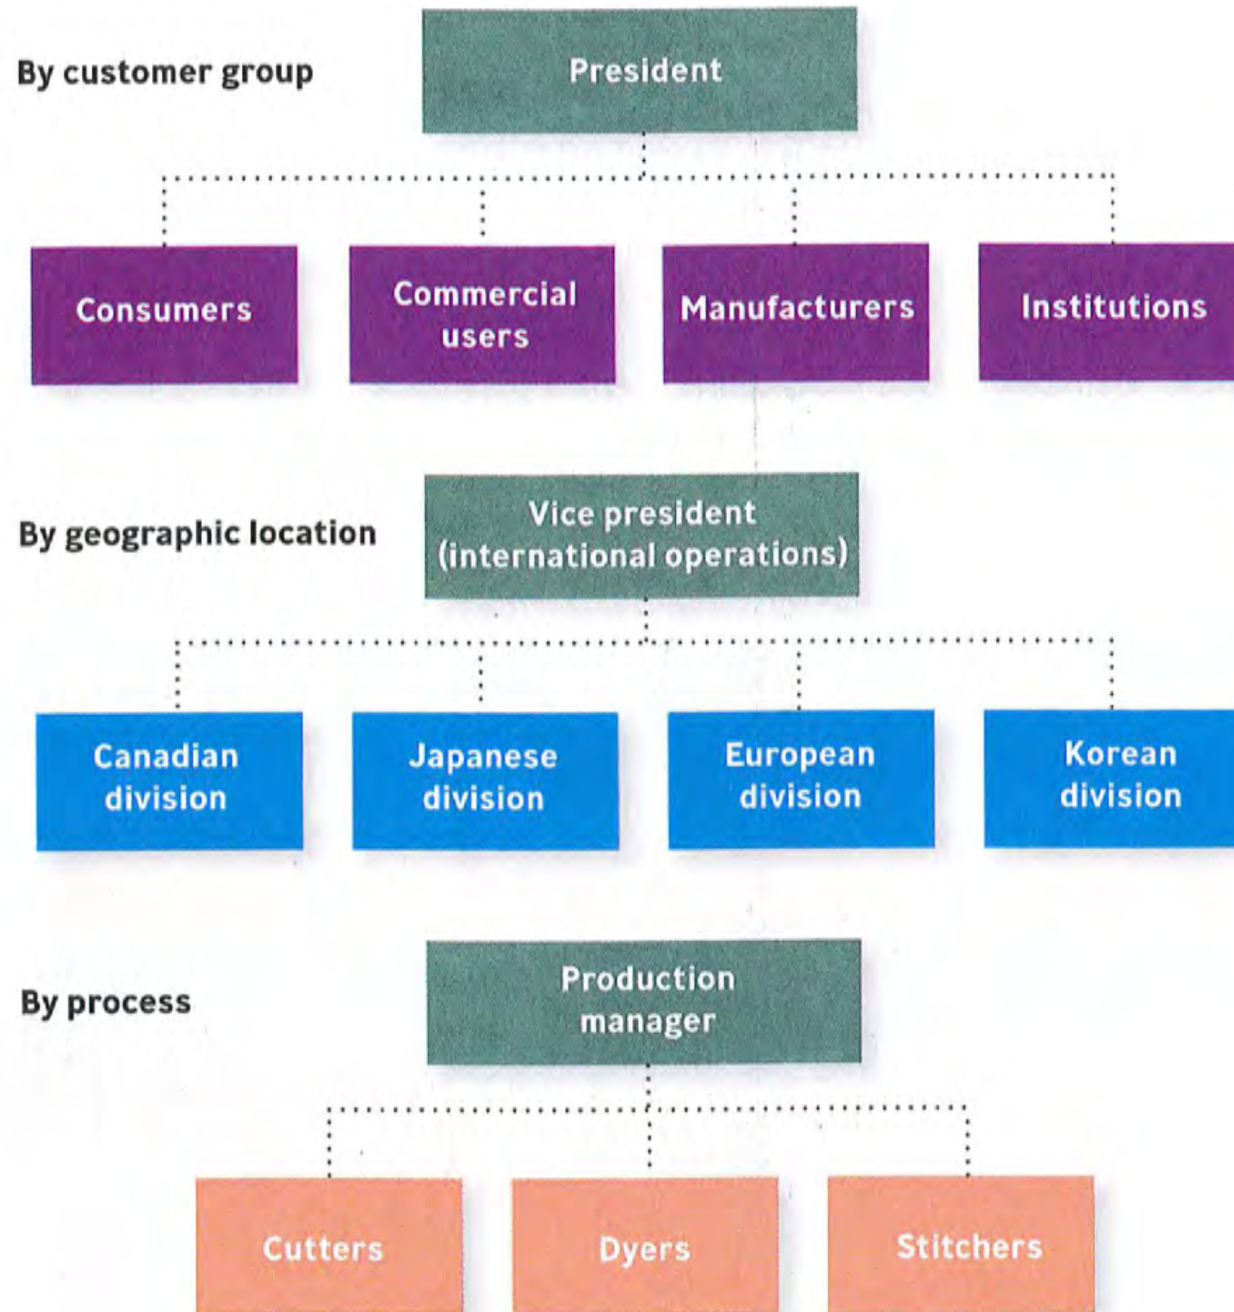 By customer group
President
Consumers
Commercial
users
Manufacturers
Institutions
By geographic location
Vice president
(international operations)
Canadian
division
Japanese
division
European
division
Korean
division
By process
Production
manager
Cutters
Dyers
Stitchers